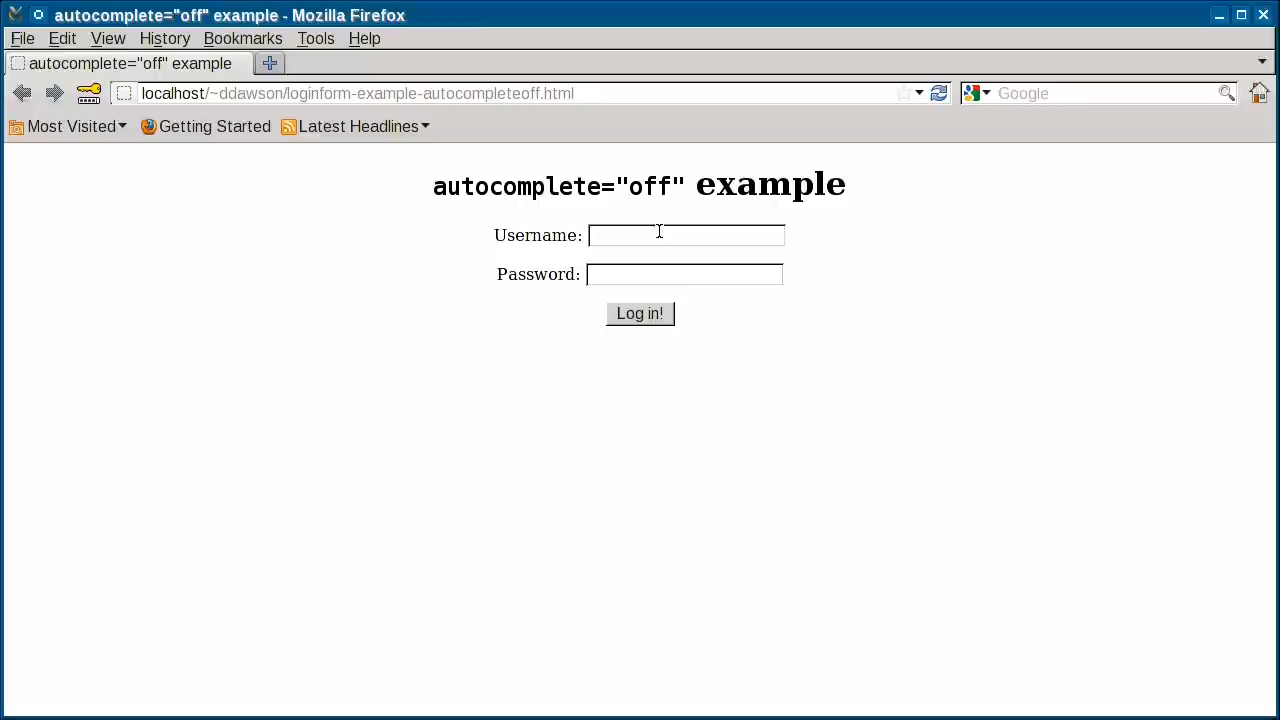 autocomplete="off" example - Mozilla Firefox
File Edit View History Bookmarks Tools Help
autocomplete="off" example
localhost/~ddawson/loginform-example-autocompleteoff.html Google
Most Visited Getting Started Latest Headlines
autocomplete="off" example
Username:
Password:
Log in!